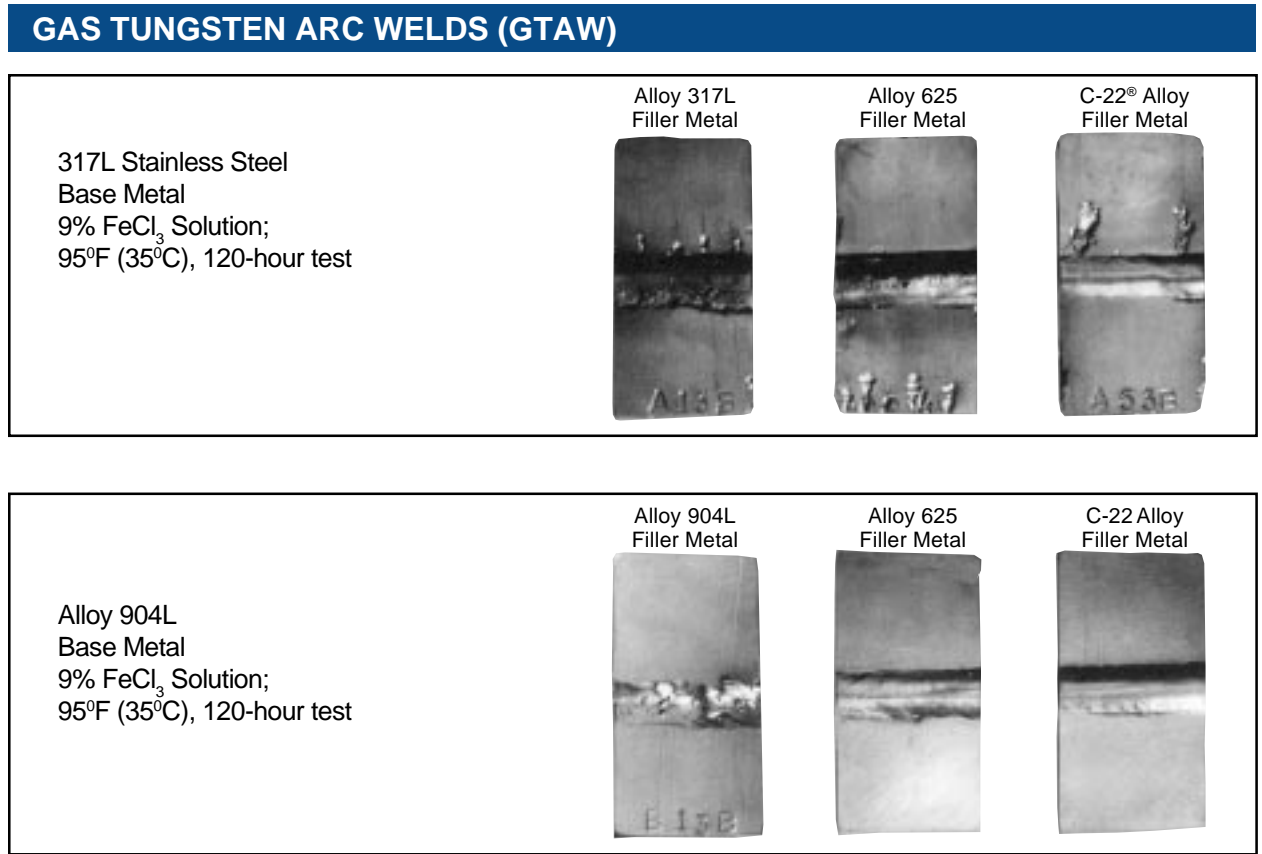 GAS TUNGSTEN ARC WELDS (GTAW)
Alloy 317L
Filler Metal
Alloy 625
Filler Metal
C-22® Alloy
Filler Metal
317L Stainless Steel
Base Metal
9% FeCl₃ Solution;
95⁰F (35⁰C), 120-hour test
A13B
A53B
Alloy 904L
Filler Metal
Alloy 625
Filler Metal
C-22 Alloy
Filler Metal
Alloy 904L
Base Metal
9% FeCl₃ Solution;
95⁰F (35⁰C), 120-hour test
B13B